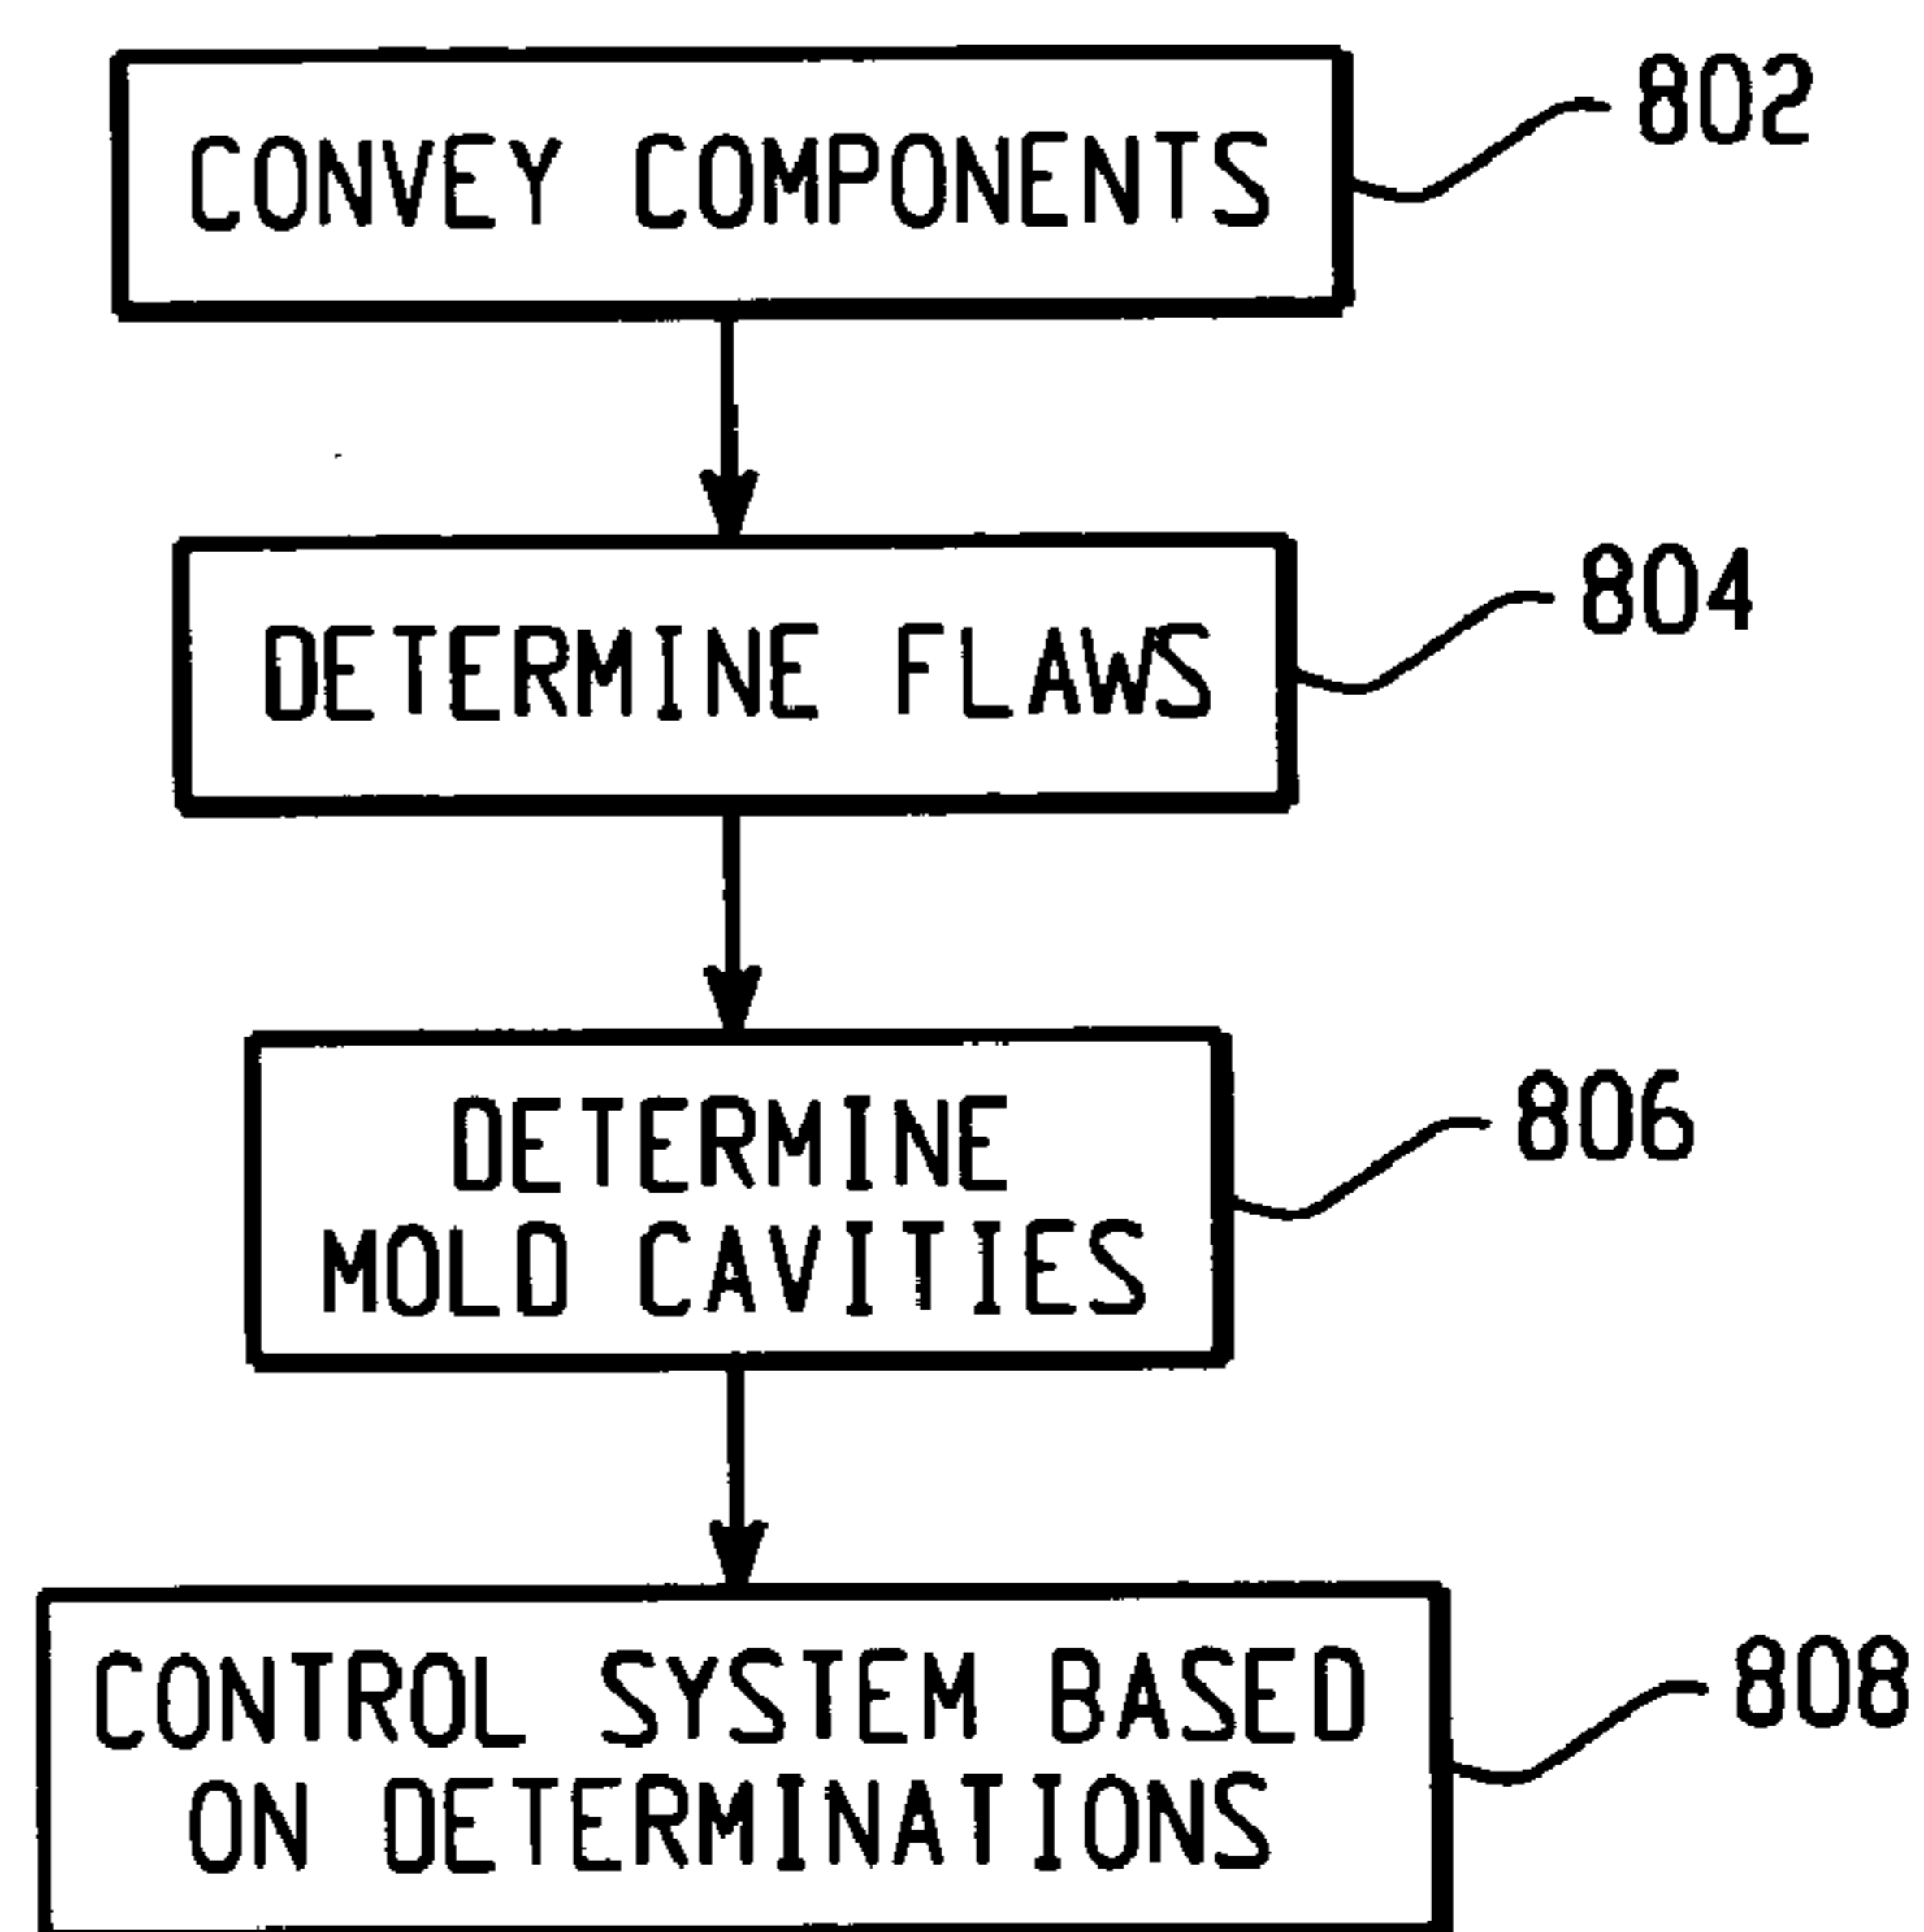 CONVEY COMPONENTS
802
DETERMINE FLAWS
804
DETERMINE
MOLD CAVITIES
806
CONTROL SYSTEM BASED
ON DETERMINATIONS
808